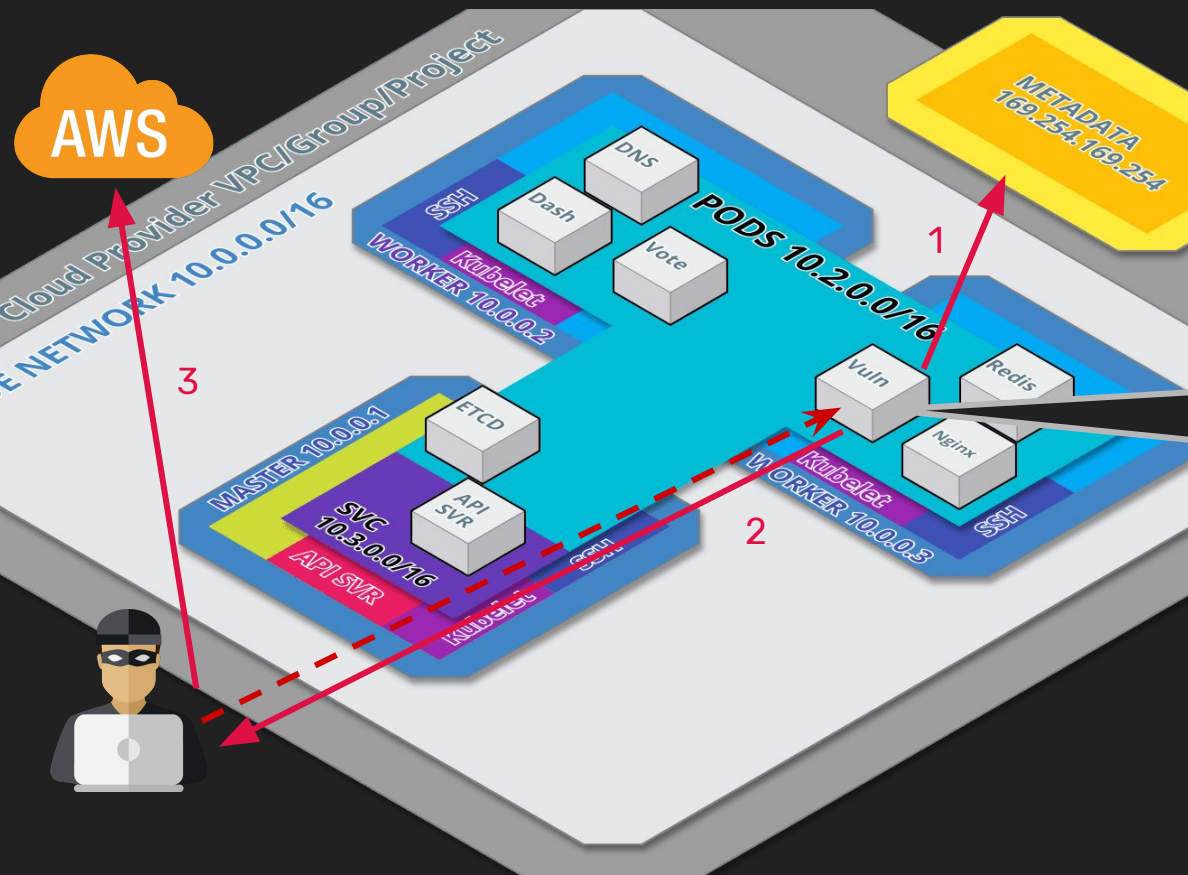 AWS
Cloud Provider VPC/Group/Project
NETWORK 10.0.0.0/16
METADATA
169.254.169.254
1
DNS
Dash
Vote
SSH
Kubelet
WORKER 10.0.0.2
PODS 10.2.0.0/16
3
Vuln
Redis
Nginx
Kubelet
WORKER 10.0.0.3
SSH
2
ETCD
MASTER 10.0.0.1
API
SVR
SVC
10.3.0.0/16
API SVR
Kubelet
SSH